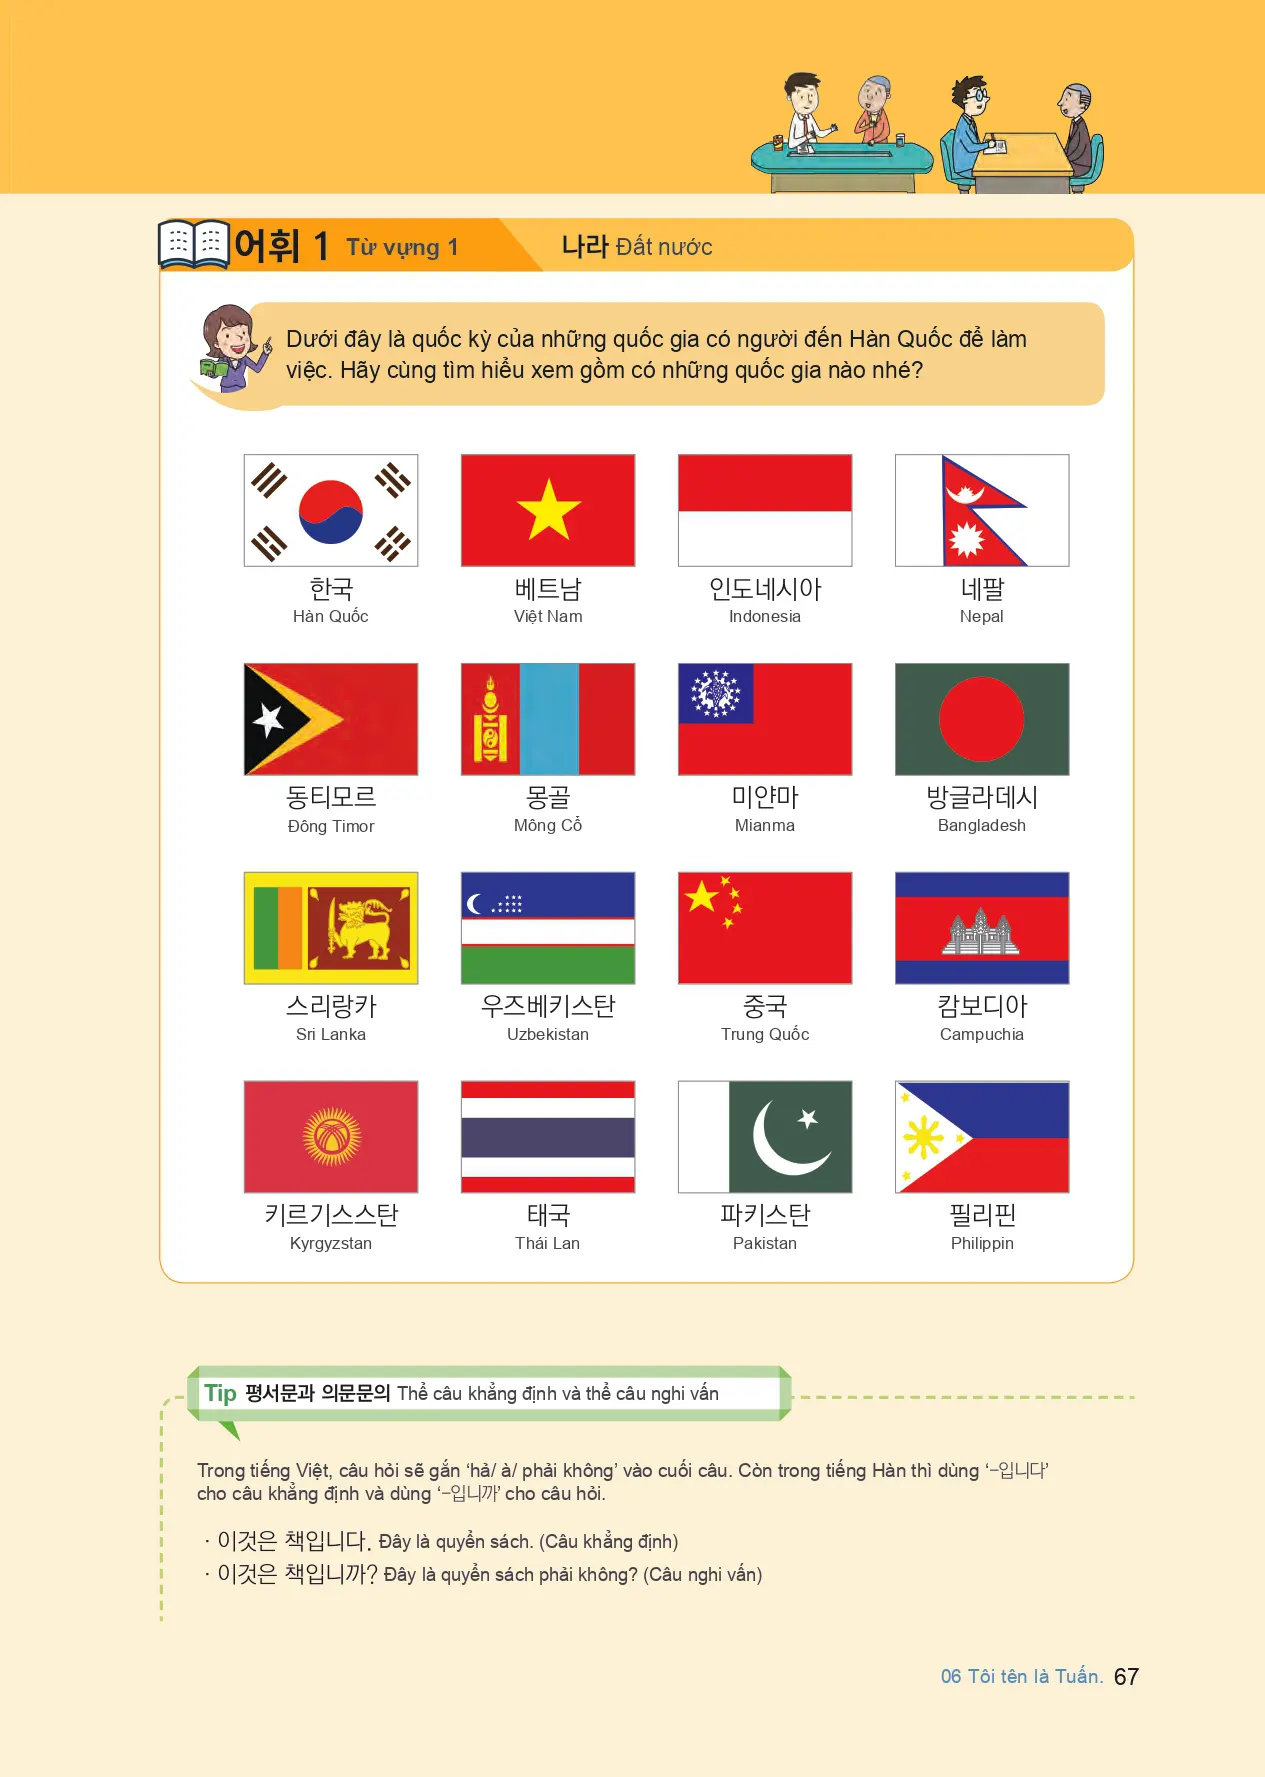 어휘 1 Từ vựng 1 나라 Đất nước
Dưới đây là quốc kỳ của những quốc gia có người đến Hàn Quốc để làm
việc. Hãy cùng tìm hiểu xem gồm có những quốc gia nào nhé?
한국 베트남 인도네시아 네팔
Hàn Quốc Việt Nam Indonesia Nepal
동티모르 몽골 미얀마 방글라데시
Đông Timor Mông Cổ Mianma Bangladesh
스리랑카 우즈베키스탄 중국 캄보디아
Sri Lanka Uzbekistan Trung Quốc Campuchia
키르기스스탄 태국 파키스탄 필리핀
Kyrgyzstan Thái Lan Pakistan Philippin
Tip 평서문과 의문문의 Thể câu khẳng định và thể câu nghi vấn
Trong tiếng Việt, câu hỏi sẽ gắn ‘hả/ à/ phải không’ vào cuối câu. Còn trong tiếng Hàn thì dùng ‘-입니다’
cho câu khẳng định và dùng ‘-입니까’ cho câu hỏi.
· 이것은 책입니다. Đây là quyển sách. (Câu khẳng định)
· 이것은 책입니까? Đây là quyển sách phải không? (Câu nghi vấn)
06 Tôi tên là Tuấn. 67